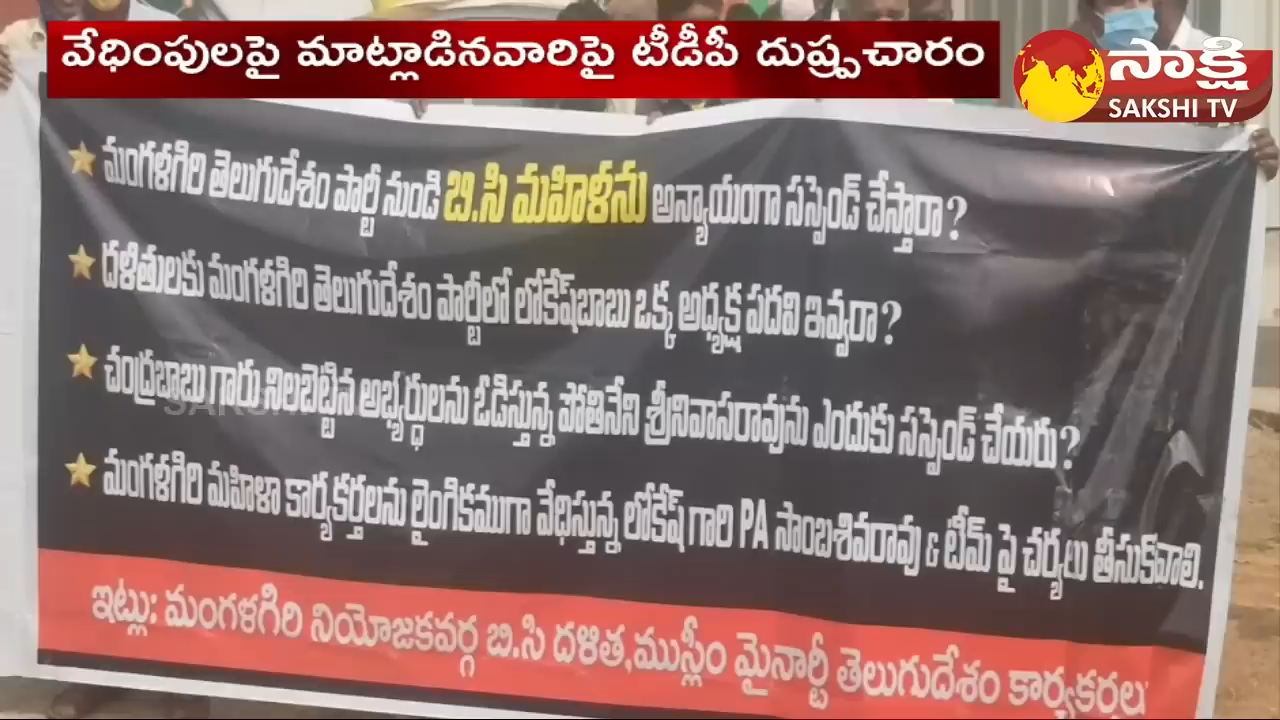 వేధింపులపై మాట్లాడినవారిపై టీడీపీ దుష్ప్రచారం
సాక్షి
SAKSHI TV
మంగళగిరి తెలుగుదేశం పార్టీ నుండి బి.సి మహిళను అన్యాయంగా సస్పెండ్ చేస్తారా?
దళితులకు మంగళగిరి తెలుగుదేశం పార్టీలో లోకేష్‌బాబు ఒక్క అధ్యక్ష పదవి ఇవ్వరా?
చంద్రబాబు గారు నిలబెట్టిన అభ్యర్ధులను ఓడిస్తున్న పోతినేని శ్రీనివాసరావును ఎందుకు సస్పెండ్ చేయరు?
మంగళగిరి మహిళా కార్యకర్తలను లైంగికముగా వేధిస్తున్న లోకేష్ గారి PA సాంబశివరావు & టీమ్ పై చర్యలు తీసుకవాలి.
ఇట్లు: మంగళగిరి నియోజకవర్గ బి.సి దళిత,ముస్లీం మైనార్టీ తెలుగుదేశం కార్యకర్తలు